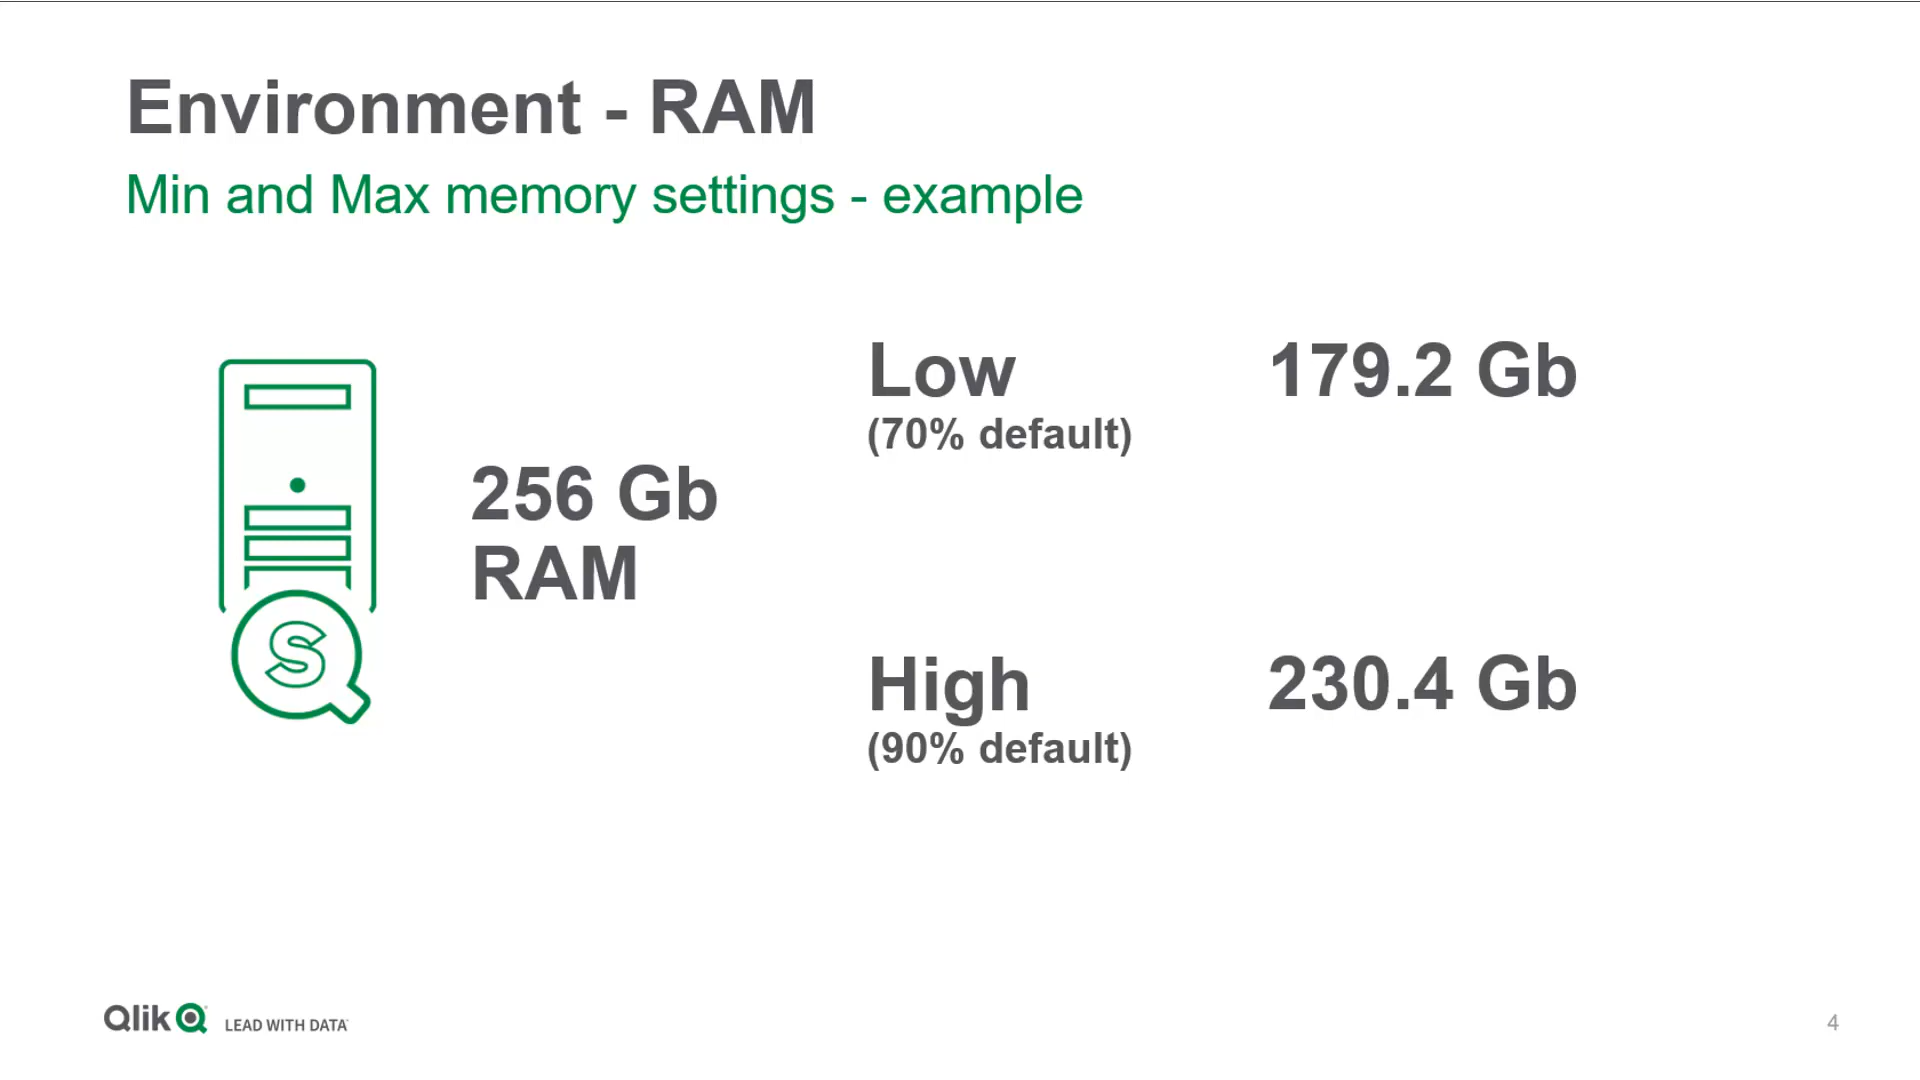 Environment - RAM
Min and Max memory settings - example
Low
179.2 Gb
(70% default)
256 Gb
RAM
S
High
230.4 Gb
(90% default)
Qlik LEAD WITH DATA
4